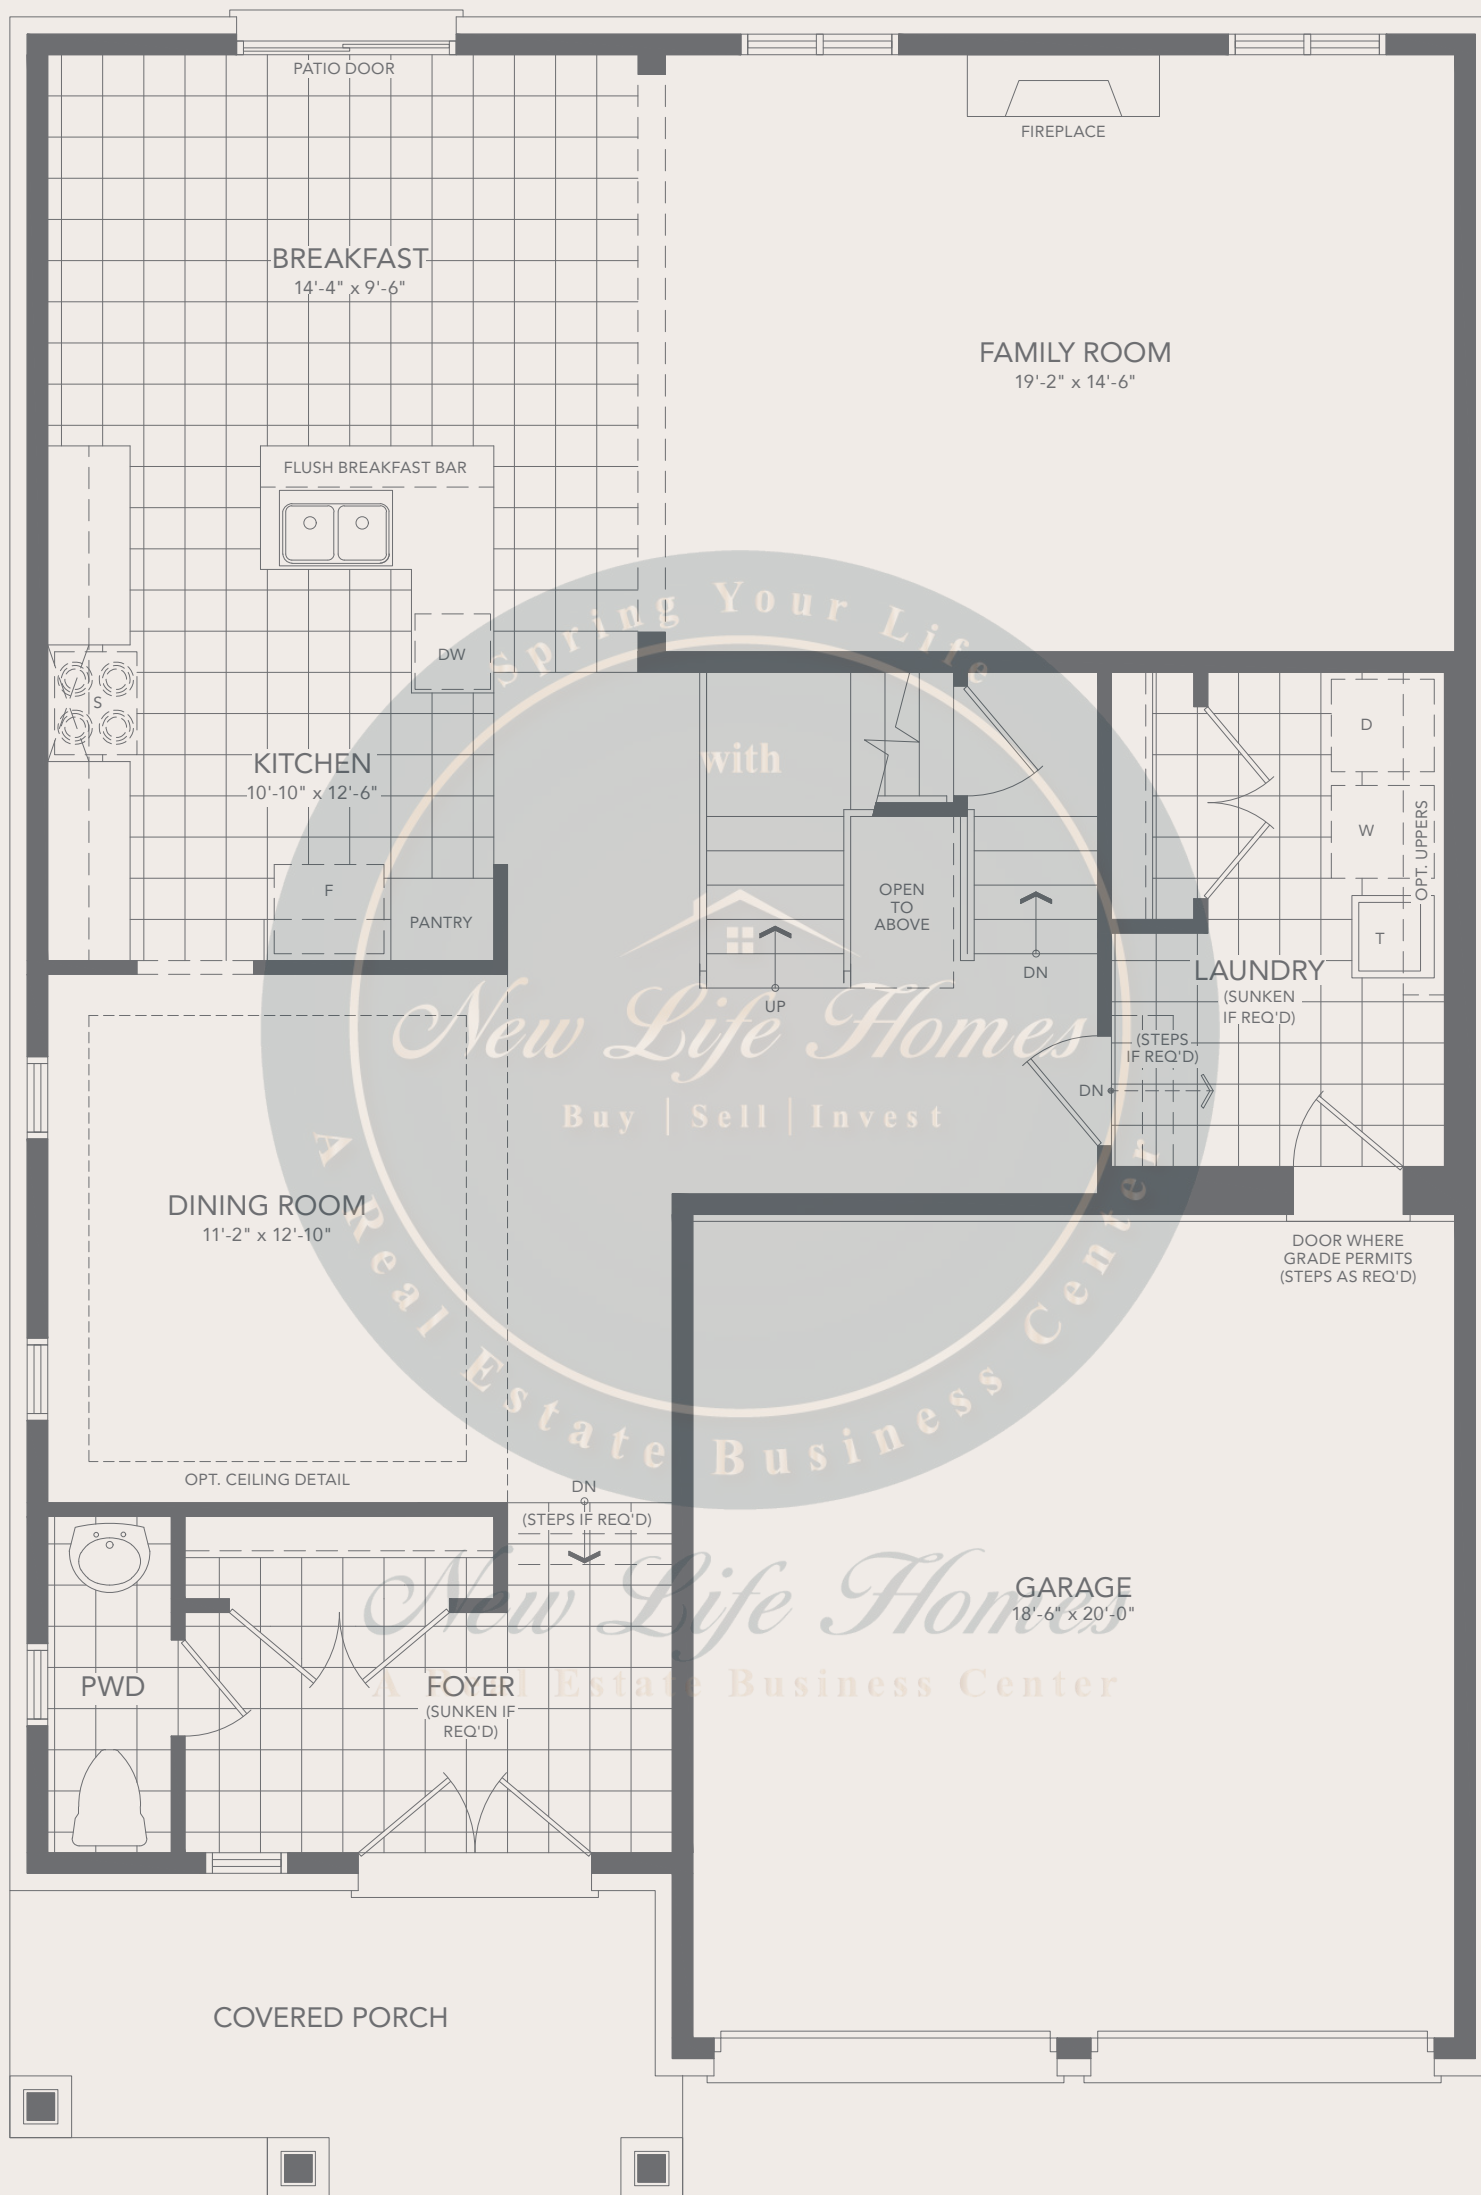 PATIO DOOR
FIREPLACE
BREAKFAST
14'-4" x 9'-6"
FAMILY ROOM
19'-2" x 14'-6"
FLUSH BREAKFAST BAR
DW
S
KITCHEN
10'-10" x 12'-6"
F
PANTRY
Spring Your Life
with
D
W
OPT. UPPERS
T
OPEN
TO
ABOVE
UP
DN
LAUNDRY
(SUNKEN
IF REQ'D)
(STEPS
IF REQ'D)
DN
New Life Homes
Buy | Sell | Invest
A Real Estate Business Center
DINING ROOM
11'-2" x 12'-10"
OPT. CEILING DETAIL
DOOR WHERE
GRADE PERMITS
(STEPS AS REQ'D)
DN
(STEPS IF REQ'D)
New Life Homes
A Real Estate Business Center
GARAGE
18'-6" x 20'-0"
PWD
FOYER
(SUNKEN IF
REQ'D)
COVERED PORCH